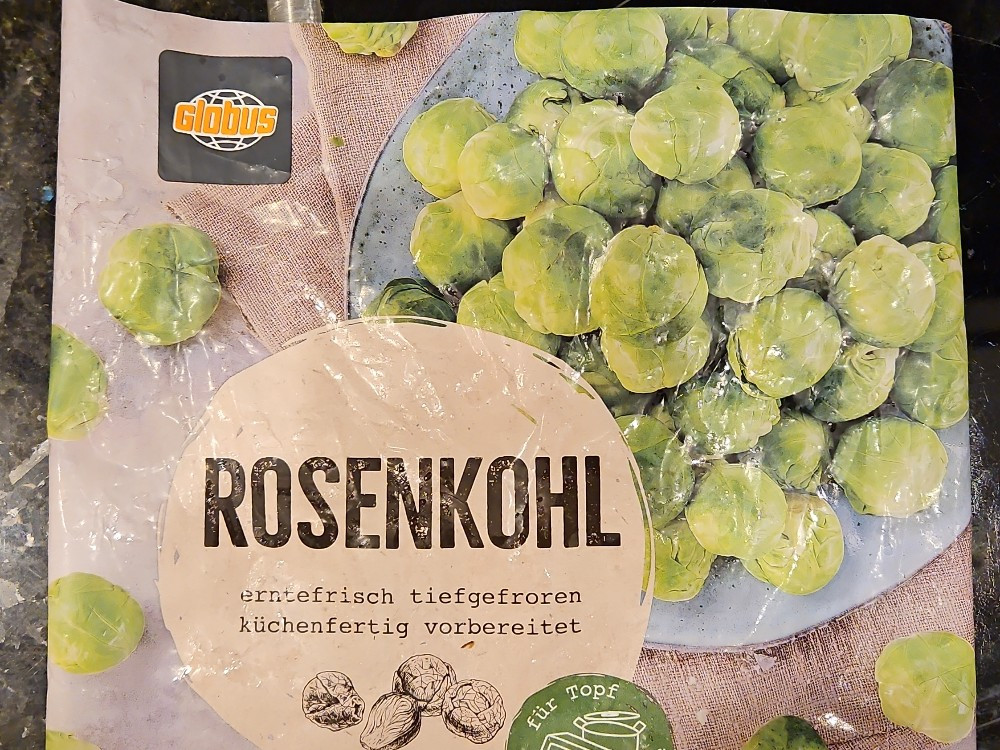 Globus
ROSENKOHL
erntefrisch tiefgefroren
küchenfertig vorbereitet
für Topf